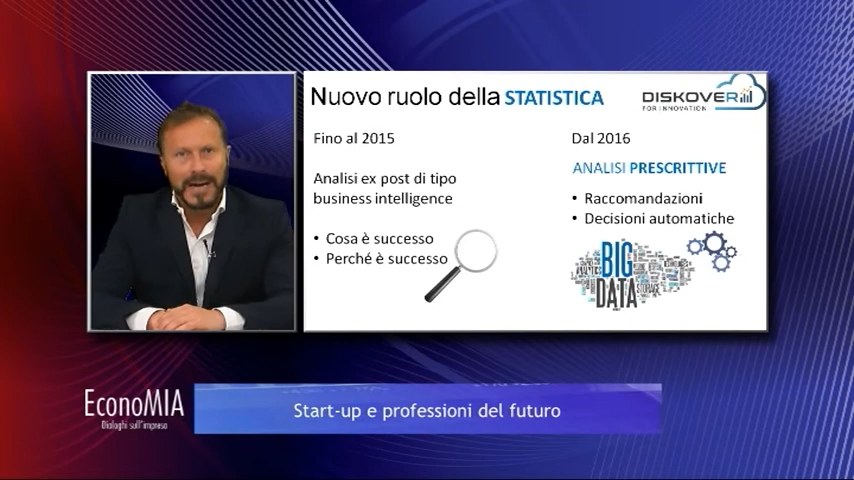 Nuovo ruolo della STATISTICA
DISKOVER
FOR INNOVATION
Fino al 2015
Analisi ex post di tipo
business intelligence
• Cosa è successo
• Perché è successo
Dal 2016
ANALISI PRESCRITTIVE
• Raccomandazioni
• Decisioni automatiche
BIG
DATA
ANALYTICS
STORAGE
EconoMIA
Dialoghi sull'impresa
Start-up e professioni del futuro